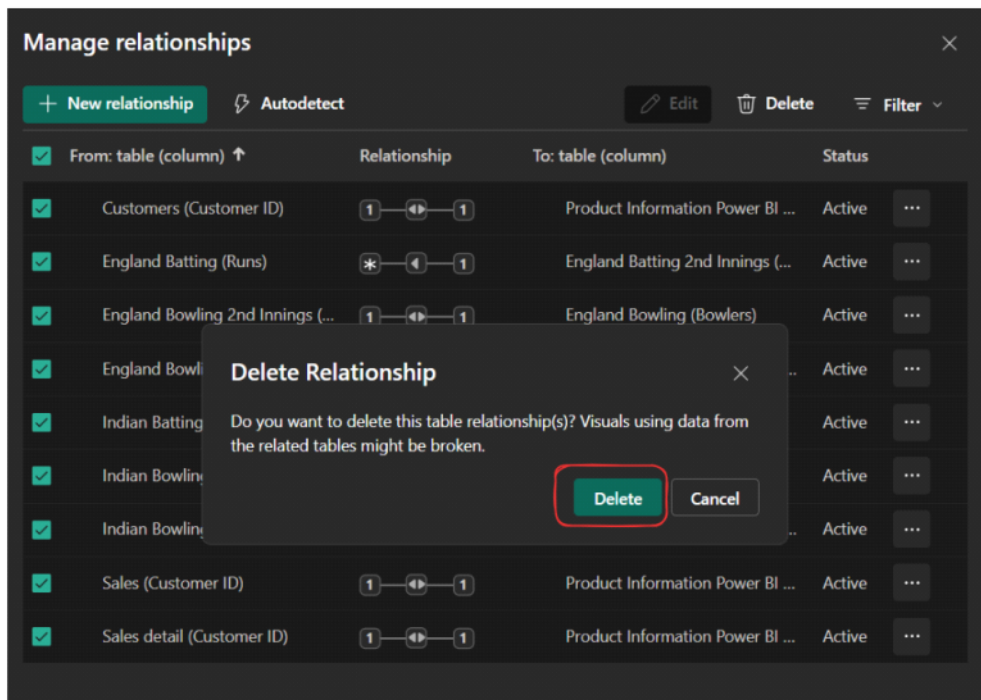 Manage relationships
New relationship Autodetect Edit Delete Filter
From: table (column) Relationship To: table (column) Status
Customers (Customer ID) 1 1 Product Information Power BI ... Active ...
England Batting (Runs) * 1 England Batting 2nd Innings (... Active ...
England Bowling 2nd Innings (... 1 1 England Bowling (Bowlers) Active ...
England Bowli .. Active ...
Delete Relationship
Do you want to delete this table relationship(s)? Visuals using data from
the related tables might be broken.
Indian Batting Active ...
Indian Bowling Active ...
Delete Cancel
Indian Bowling .. Active ...
Sales (Customer ID) 1 1 Product Information Power BI ... Active ...
Sales detail (Customer ID) 1 1 Product Information Power BI ... Active ...